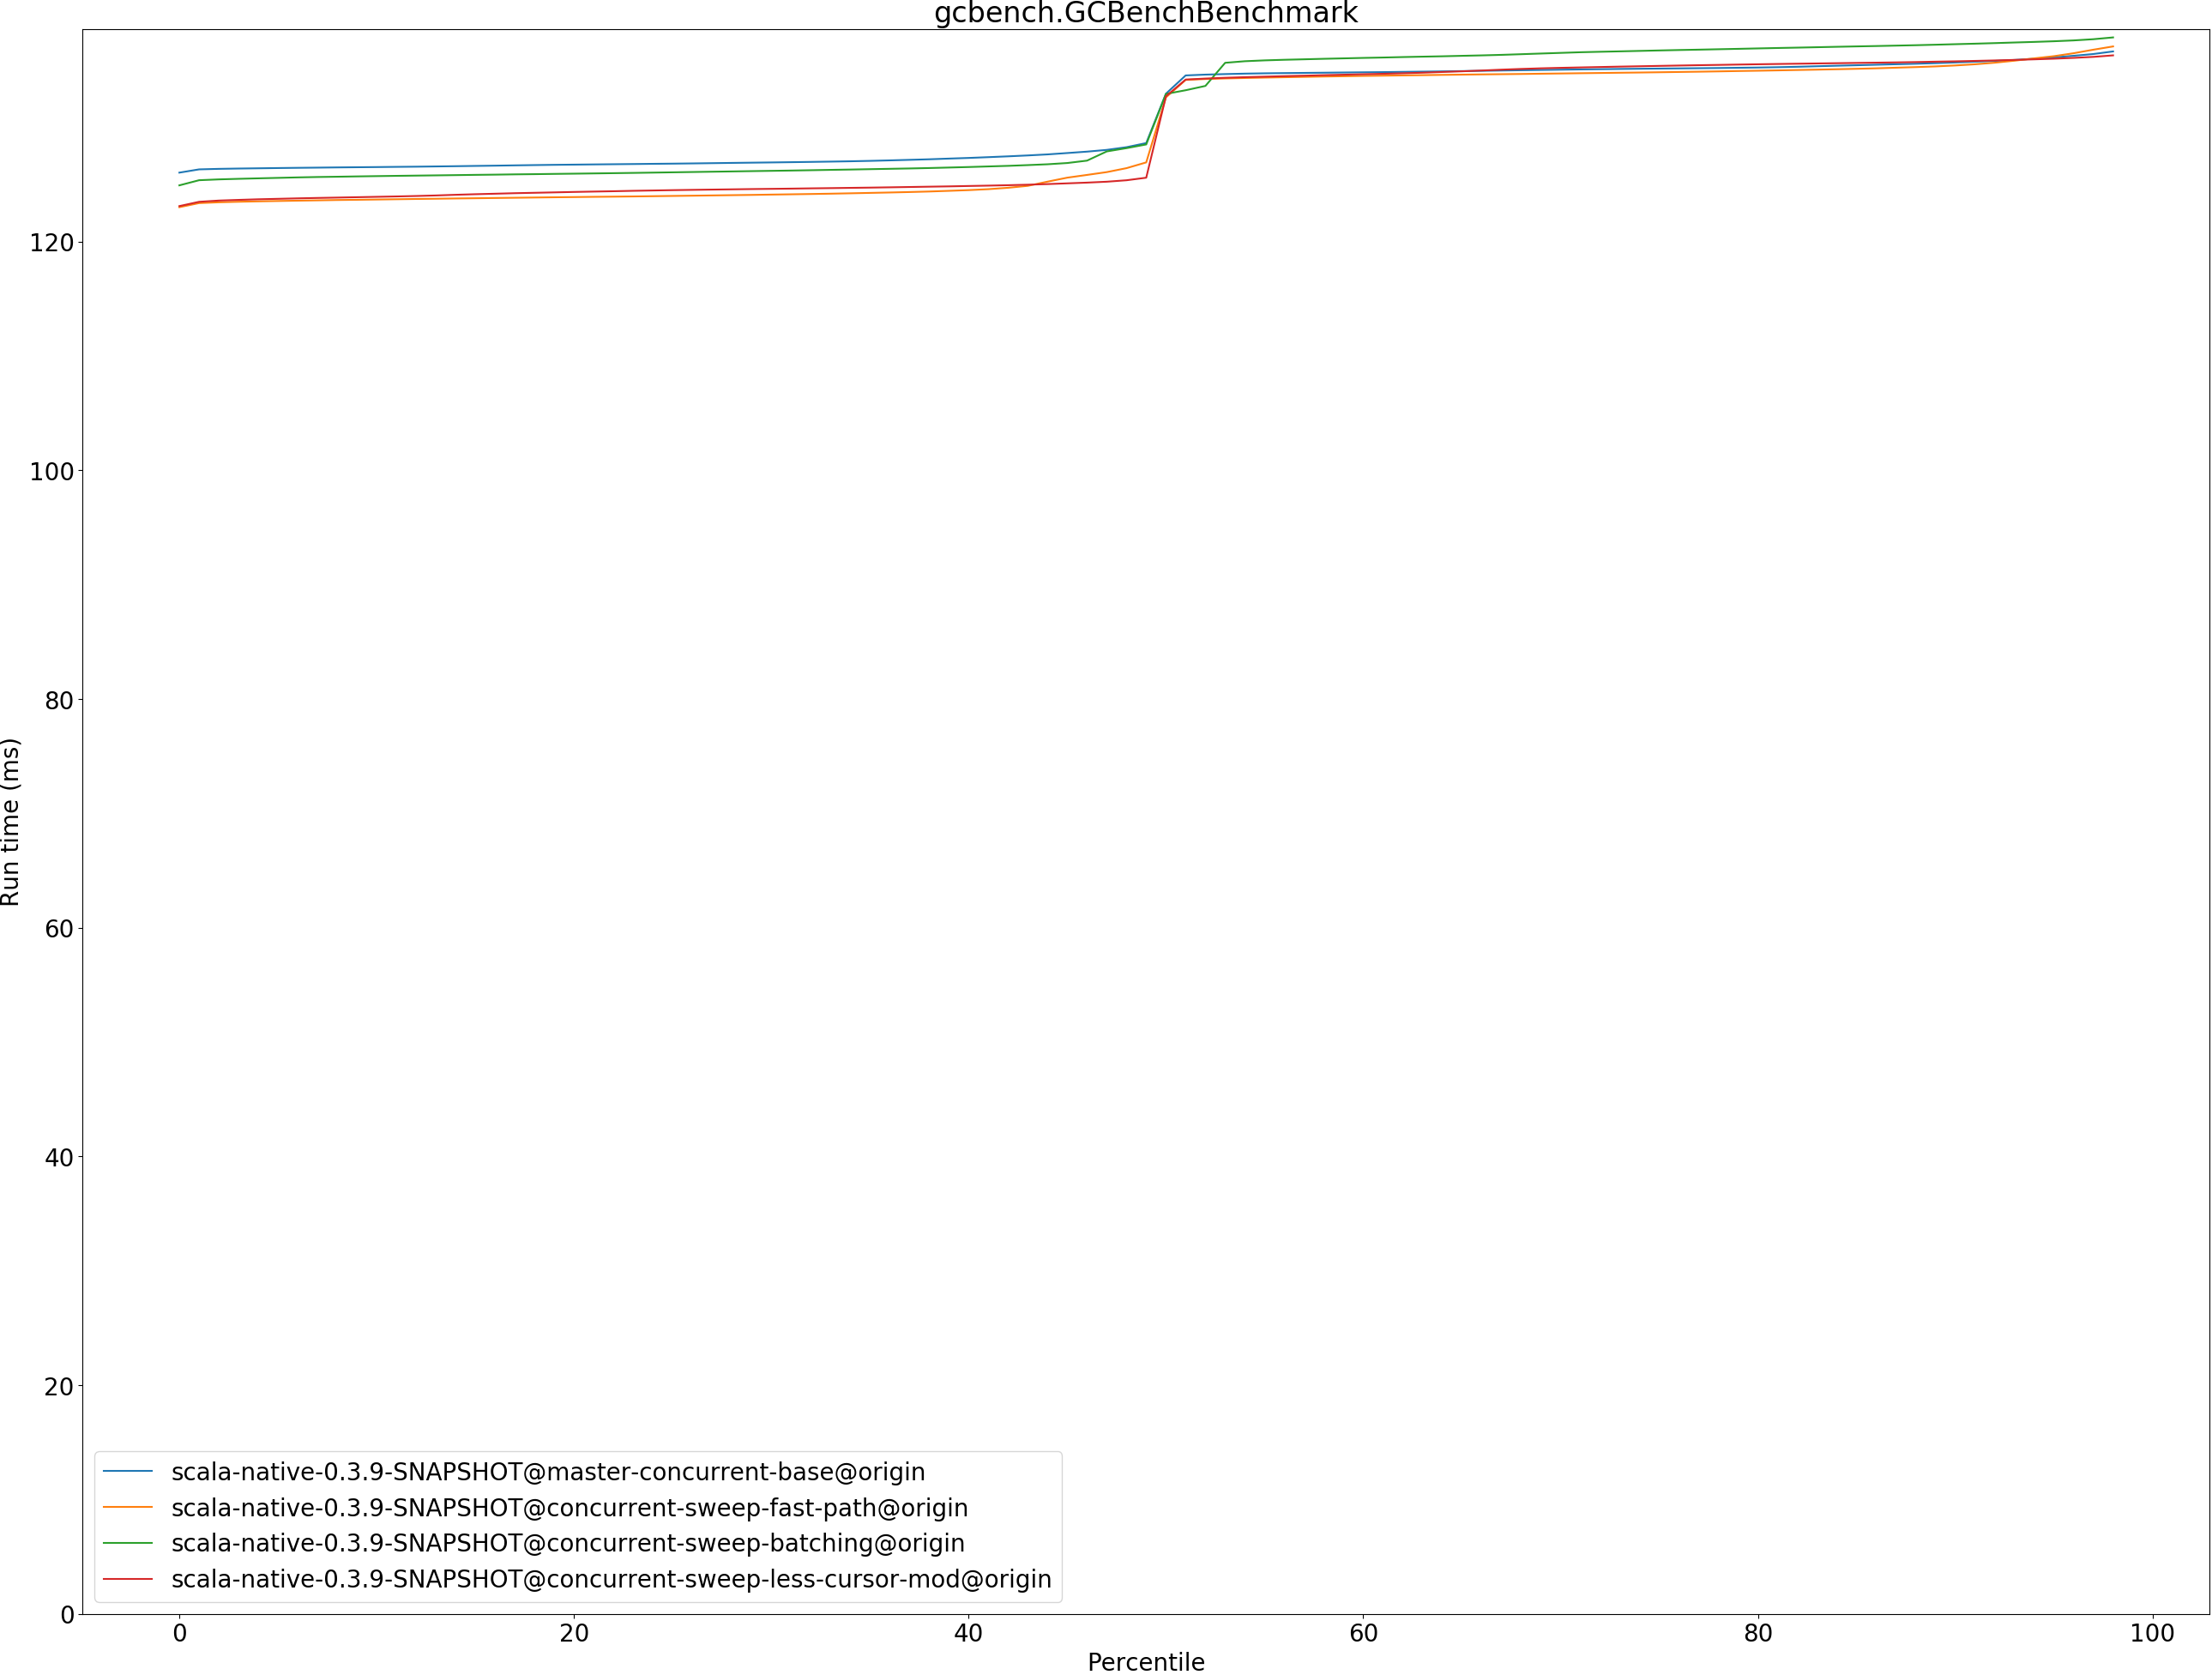 gcbench.GCBenchBenchmark
120
100
80
60
40
20
0
Run time (ms)
scala-native-0.3.9-SNAPSHOT@master-concurrent-base@origin
scala-native-0.3.9-SNAPSHOT@concurrent-sweep-fast-path@origin
scala-native-0.3.9-SNAPSHOT@concurrent-sweep-batching@origin
scala-native-0.3.9-SNAPSHOT@concurrent-sweep-less-cursor-mod@origin
0 20 40 60 80 100
Percentile